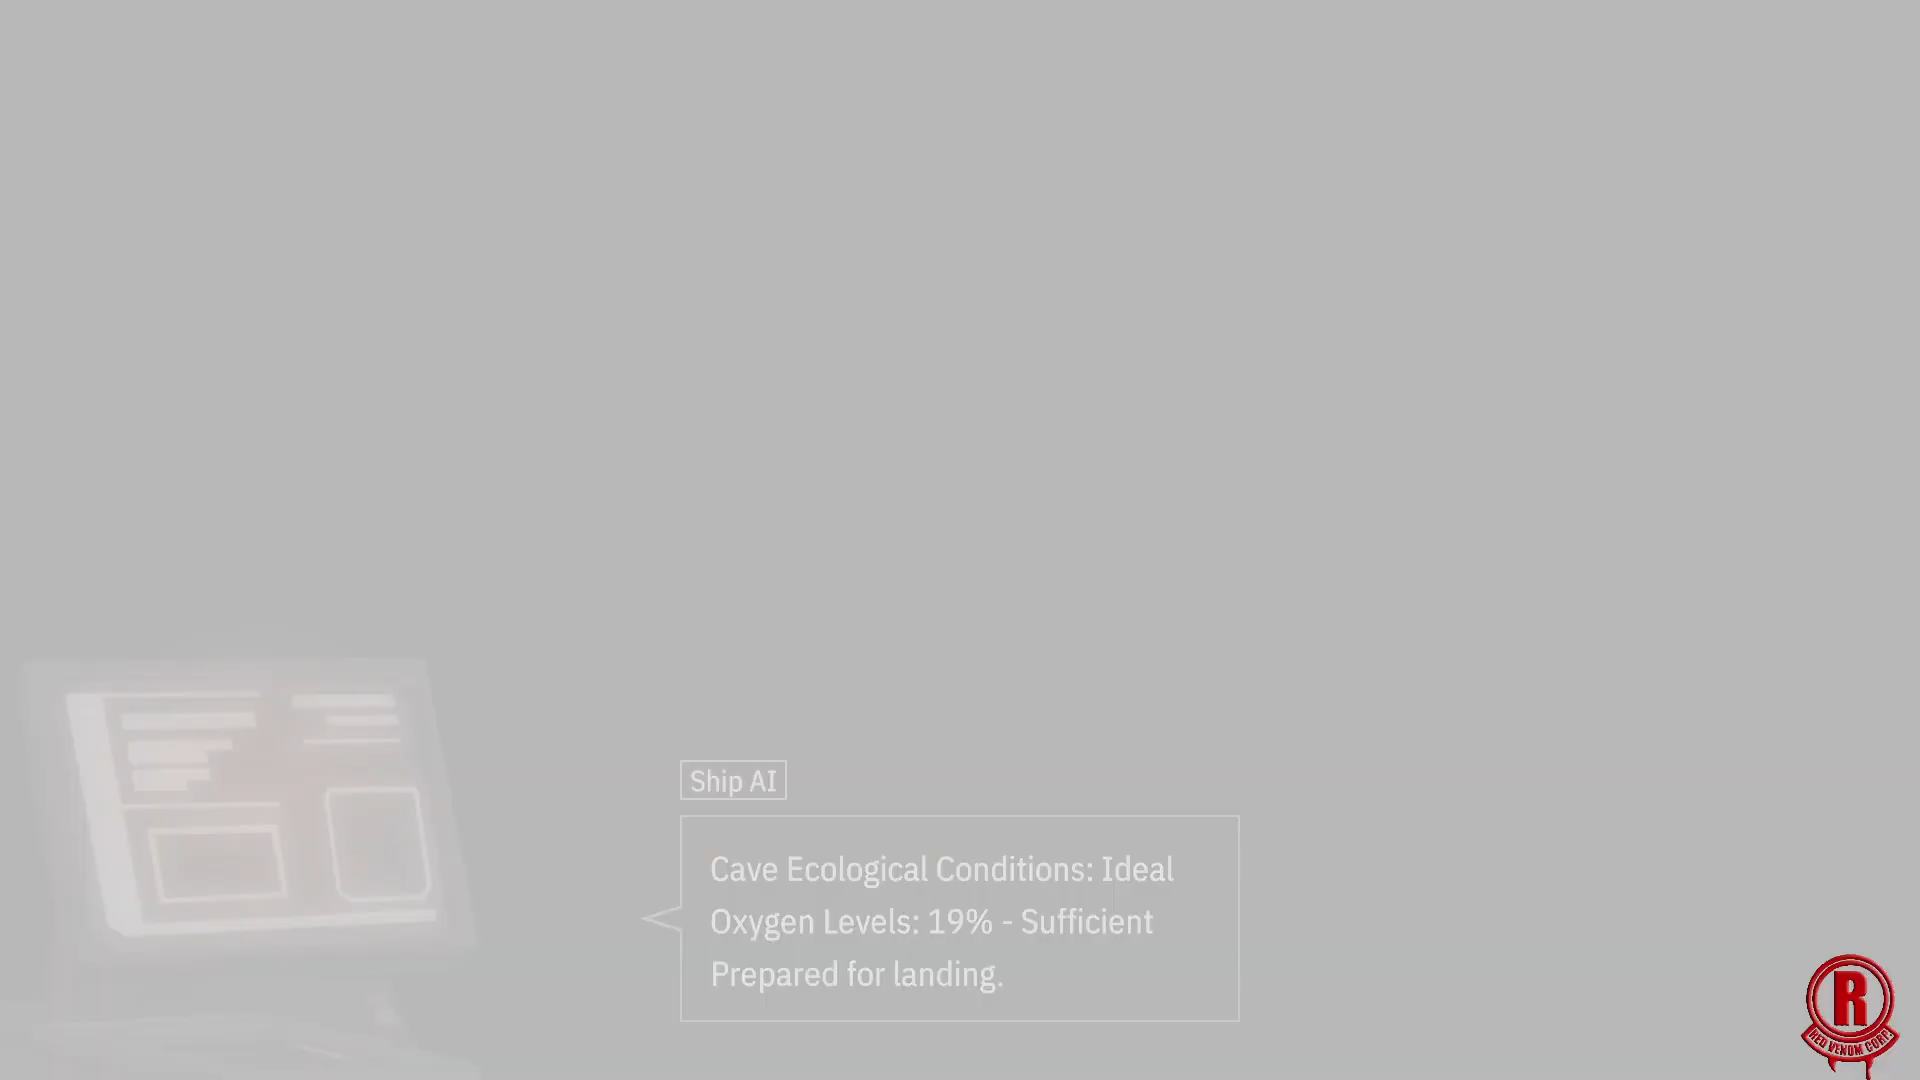 Ship AI
Cave Ecological Conditions: Ideal
Oxygen Levels: 19% - Sufficient
Prepared for landing.
R
RED VENOM CORP.